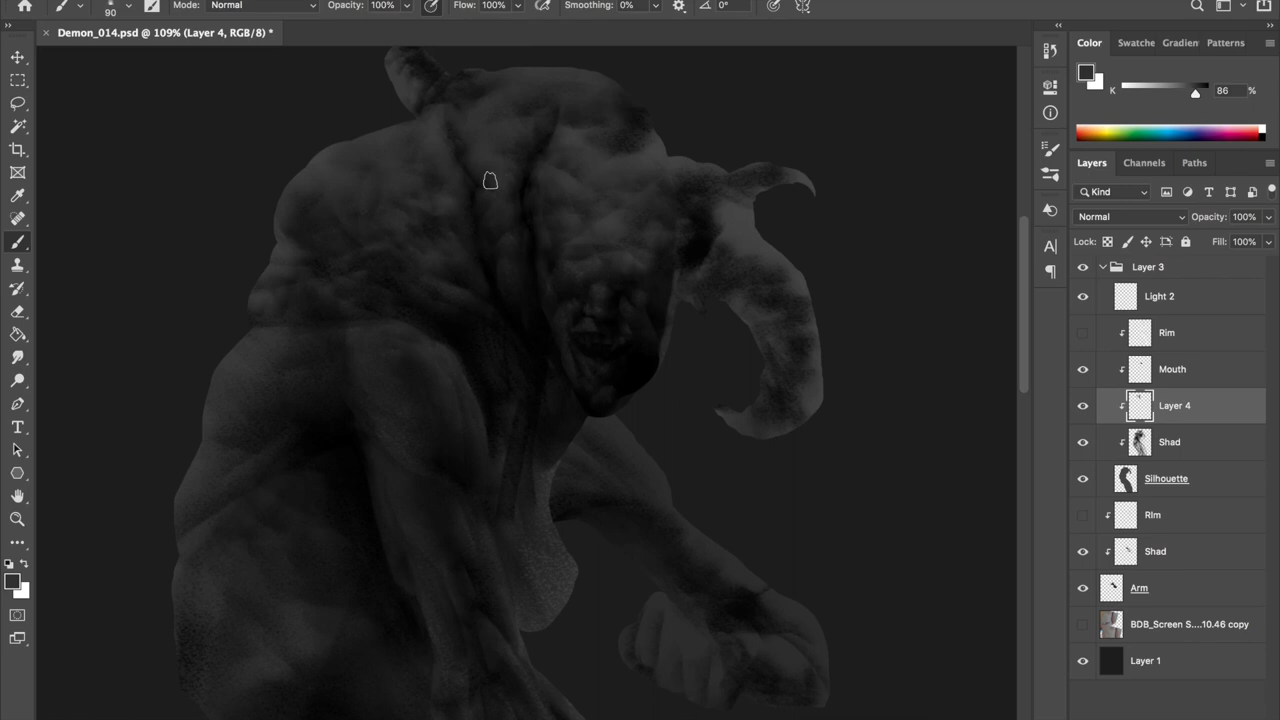 90
Mode:
Normal
Opacity:
100%
Flow:
100%
Smoothing:
0%
0°
Demon_014.psd @ 109% (Layer 4, RGB/8) *
Color
Swatche
Gradien
Patterns
K
86
%
Layers
Channels
Paths
Kind
Normal
Opacity:
100%
Lock:
Fill:
100%
Layer 3
Light 2
Rim
Mouth
Layer 4
Shad
Silhouette
RIm
Shad
Arm
BDB_Screen S....10.46 copy
Layer 1